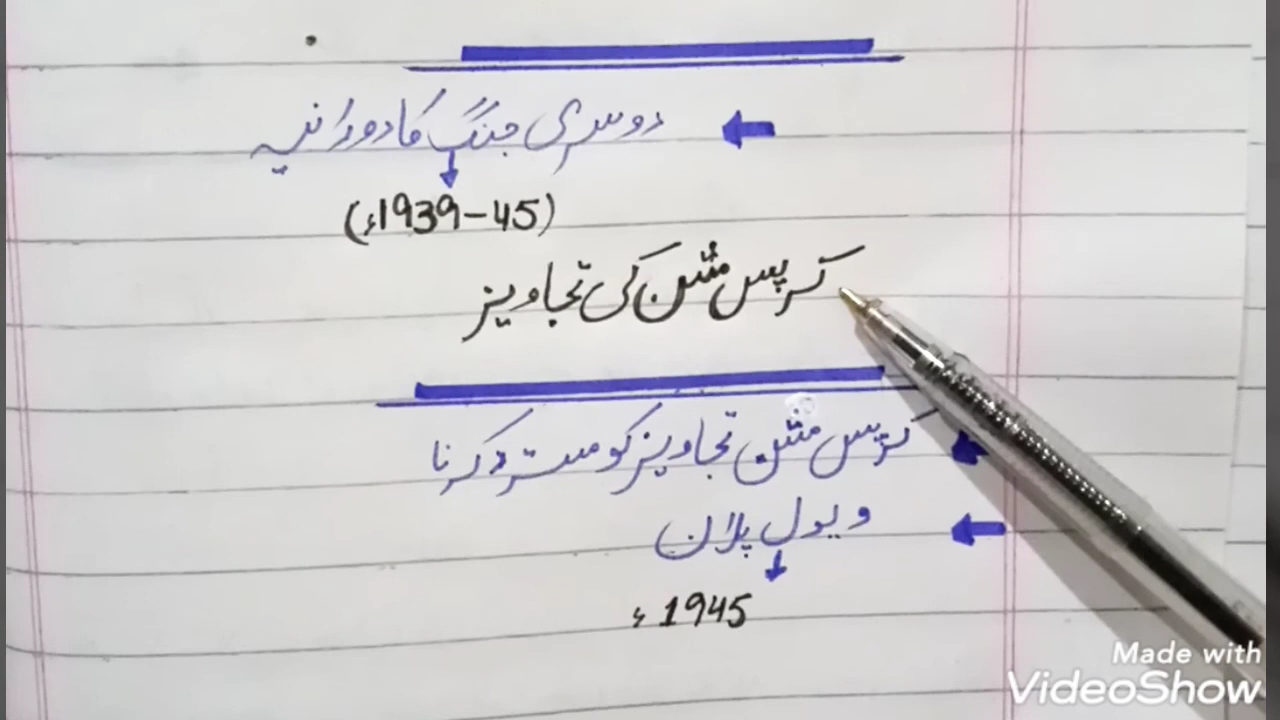 دوسری جنگ کا دورانیہ
(1939-45ء)
کرپس مشن کی تجاویز
کرپس مشن تجاویز کو مسترد کرنا
ویول پلان
1945ء
Made with
VideoShow